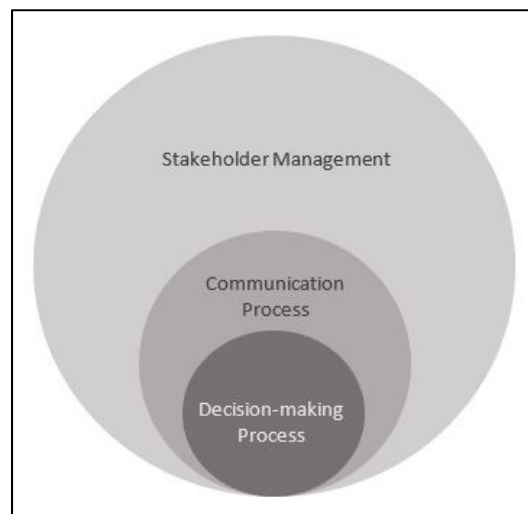 Stakeholder Management
Communication
Process
Decision-making
Process